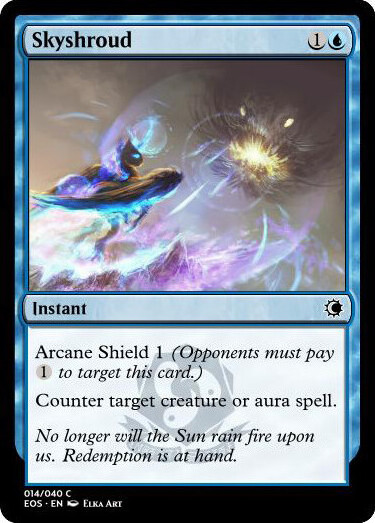 Skyshroud 1
Instant
Arcane Shield 1 (Opponents must pay
1 to target this card.)
Counter target creature or aura spell.
No longer will the Sun rain fire upon
us. Redemption is at hand.
014/040 C
EOS • EN Elka Art